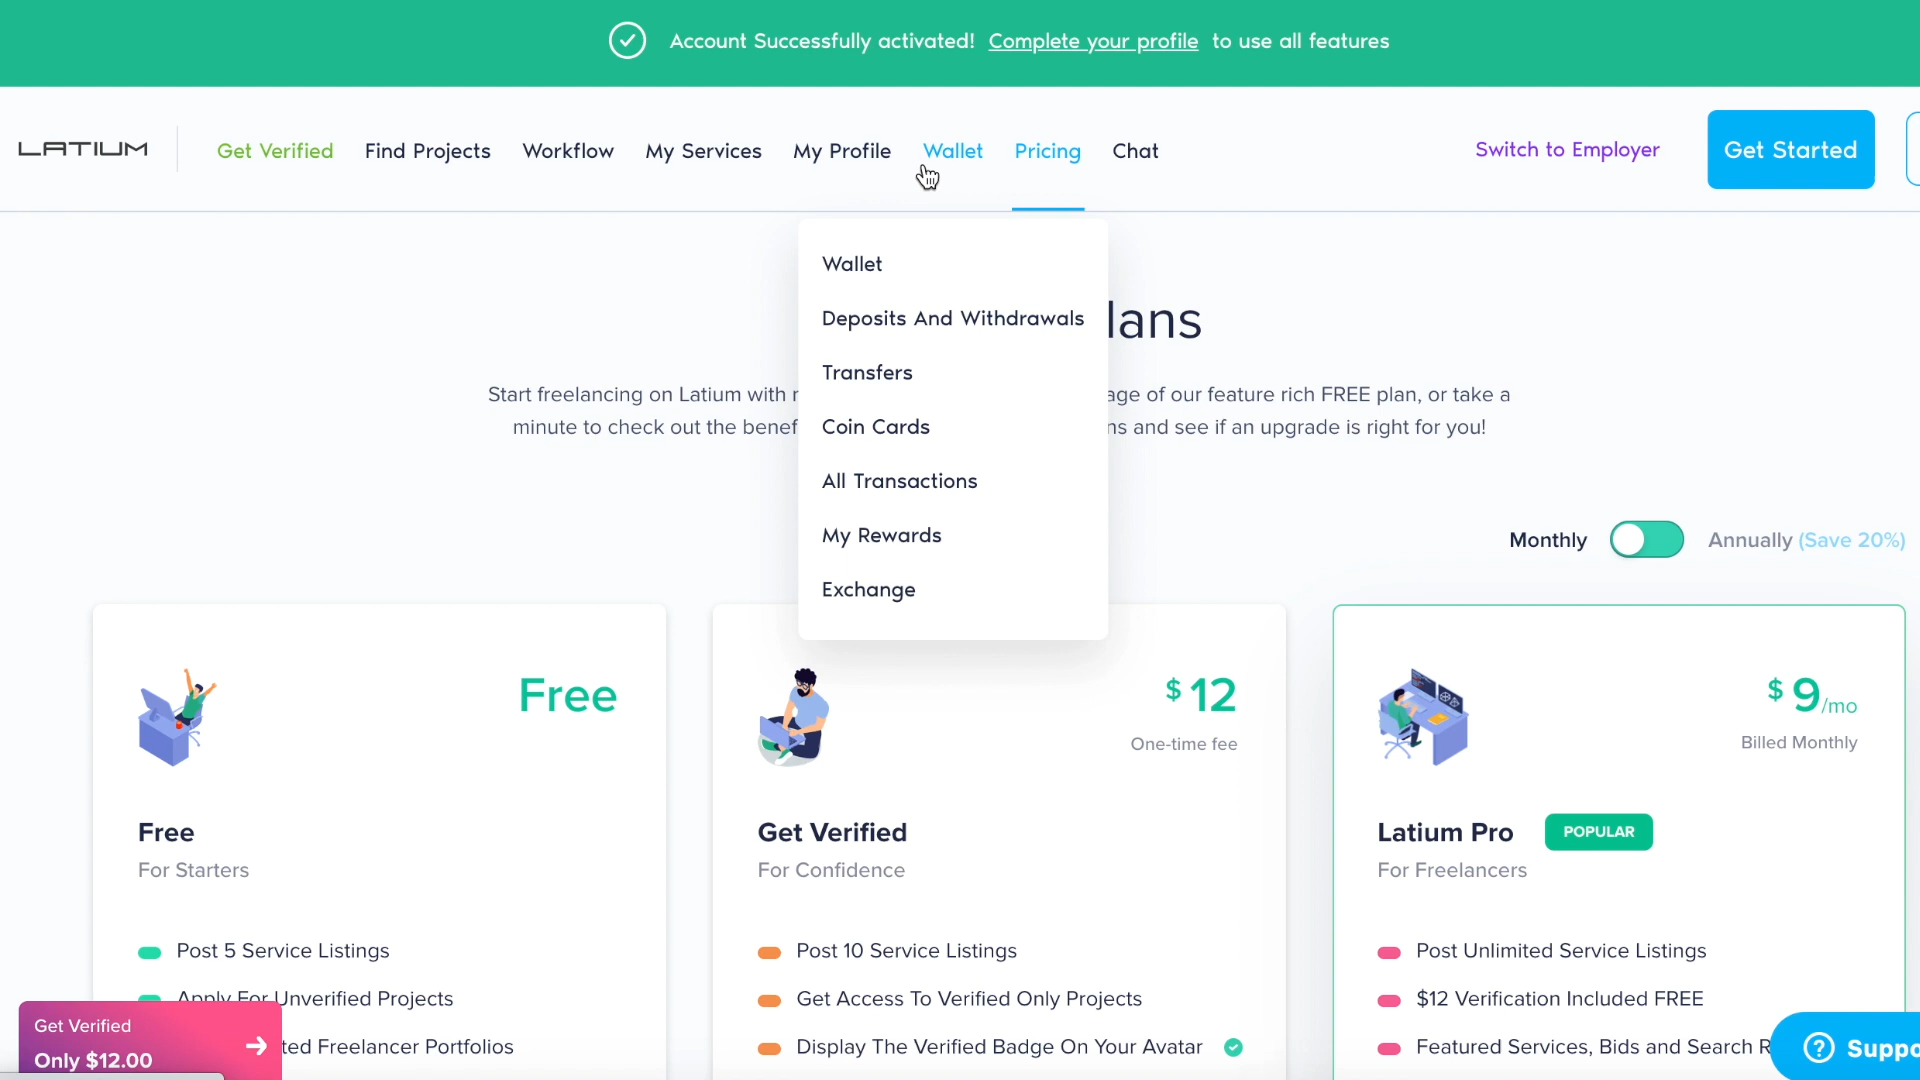 Account Successfully activated! Complete your profile to use all features
LATIUM
Get Verified Find Projects Workflow My Services My Profile Wallet Pricing Chat
Switch to Employer Get Started
Wallet
Deposits And Withdrawals
Transfers
Coin Cards
All Transactions
My Rewards
Exchange
lans
Start freelancing on Latium with age of our feature rich FREE plan, or take a
minute to check out the ns and see if an upgrade is right for you!
Monthly Annually (Save 20%)
Free
Free
For Starters
Post 5 Service Listings
Apply For Unverified Projects
ted Freelancer Portfolios
$12
One-time fee
Get Verified
For Confidence
Post 10 Service Listings
Get Access To Verified Only Projects
Display The Verified Badge On Your Avatar
$9/mo
Billed Monthly
Latium Pro POPULAR
For Freelancers
Post Unlimited Service Listings
$12 Verification Included FREE
Featured Services, Bids and Search
Get Verified
Only $12.00
Suppo